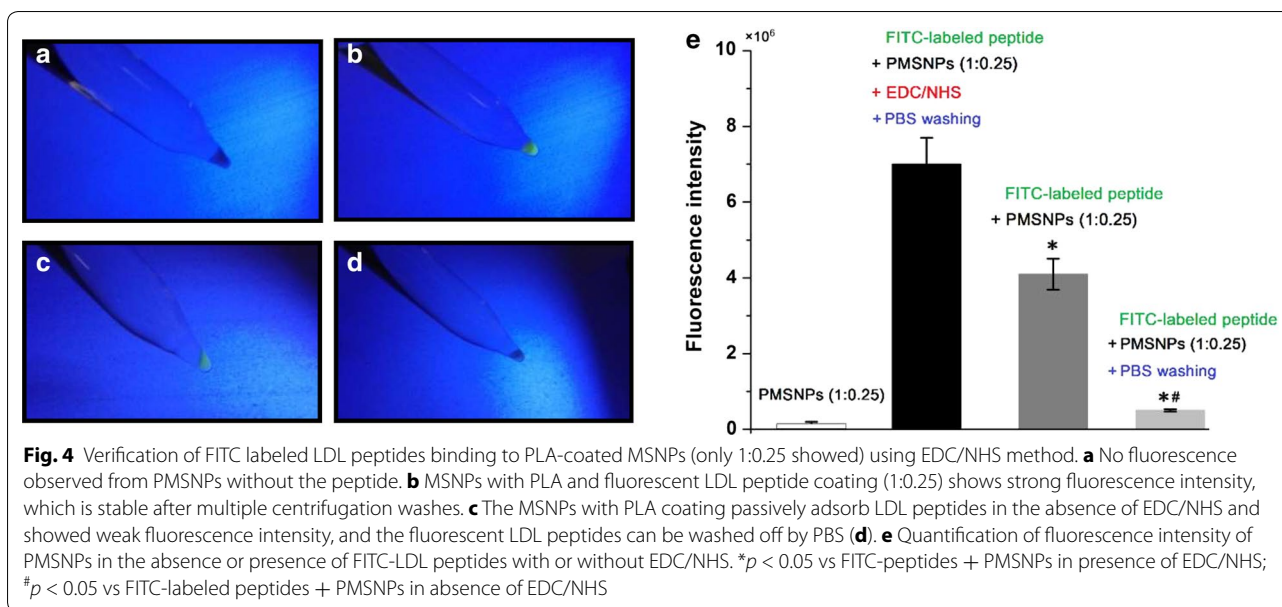 a
b
c
d
e
×10⁶
10
8
6
4
2
0
Fluorescence intensity
FITC-labeled peptide
+ PMSNPs (1:0.25)
+ EDC/NHS
+ PBS washing
FITC-labeled peptide
+ PMSNPs (1:0.25)
*
FITC-labeled peptide
+ PMSNPs (1:0.25)
+ PBS washing
*#
PMSNPs (1:0.25)
Fig. 4 Verification of FITC labeled LDL peptides binding to PLA-coated MSNPs (only 1:0.25 showed) using EDC/NHS method. a No fluorescence
observed from PMSNPs without the peptide. b MSNPs with PLA and fluorescent LDL peptide coating (1:0.25) shows strong fluorescence intensity,
which is stable after multiple centrifugation washes. c The MSNPs with PLA coating passively adsorb LDL peptides in the absence of EDC/NHS and
showed weak fluorescence intensity, and the fluorescent LDL peptides can be washed off by PBS (d). e Quantification of fluorescence intensity of
PMSNPs in the absence or presence of FITC-LDL peptides with or without EDC/NHS. *p < 0.05 vs FITC-peptides + PMSNPs in presence of EDC/NHS;
#p < 0.05 vs FITC-labeled peptides + PMSNPs in absence of EDC/NHS